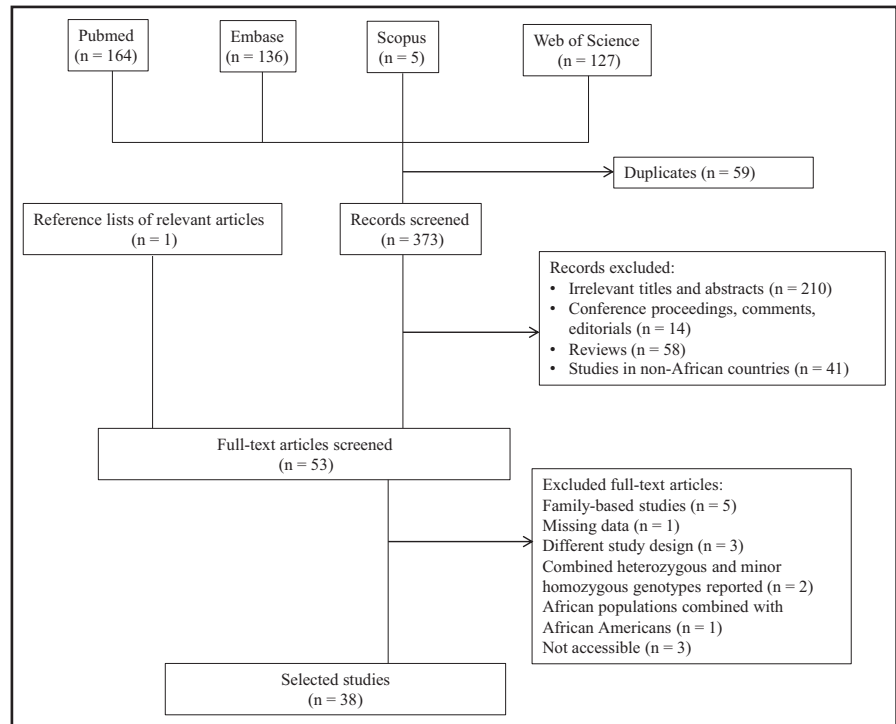 Pubmed
(n = 164)
Embase
(n = 136)
Scopus
(n = 5)
Web of Science
(n = 127)
Duplicates (n = 59)
Reference lists of relevant articles
(n = 1)
Records screened
(n = 373)
Records excluded:
• Irrelevant titles and abstracts (n = 210)
• Conference proceedings, comments,
editorials (n = 14)
• Reviews (n = 58)
• Studies in non-African countries (n = 41)
Full-text articles screened
(n = 53)
Excluded full-text articles:
Family-based studies (n = 5)
Missing data (n = 1)
Different study design (n = 3)
Combined heterozygous and minor
homozygous genotypes reported (n = 2)
African populations combined with
African Americans (n = 1)
Not accessible (n = 3)
Selected studies
(n = 38)